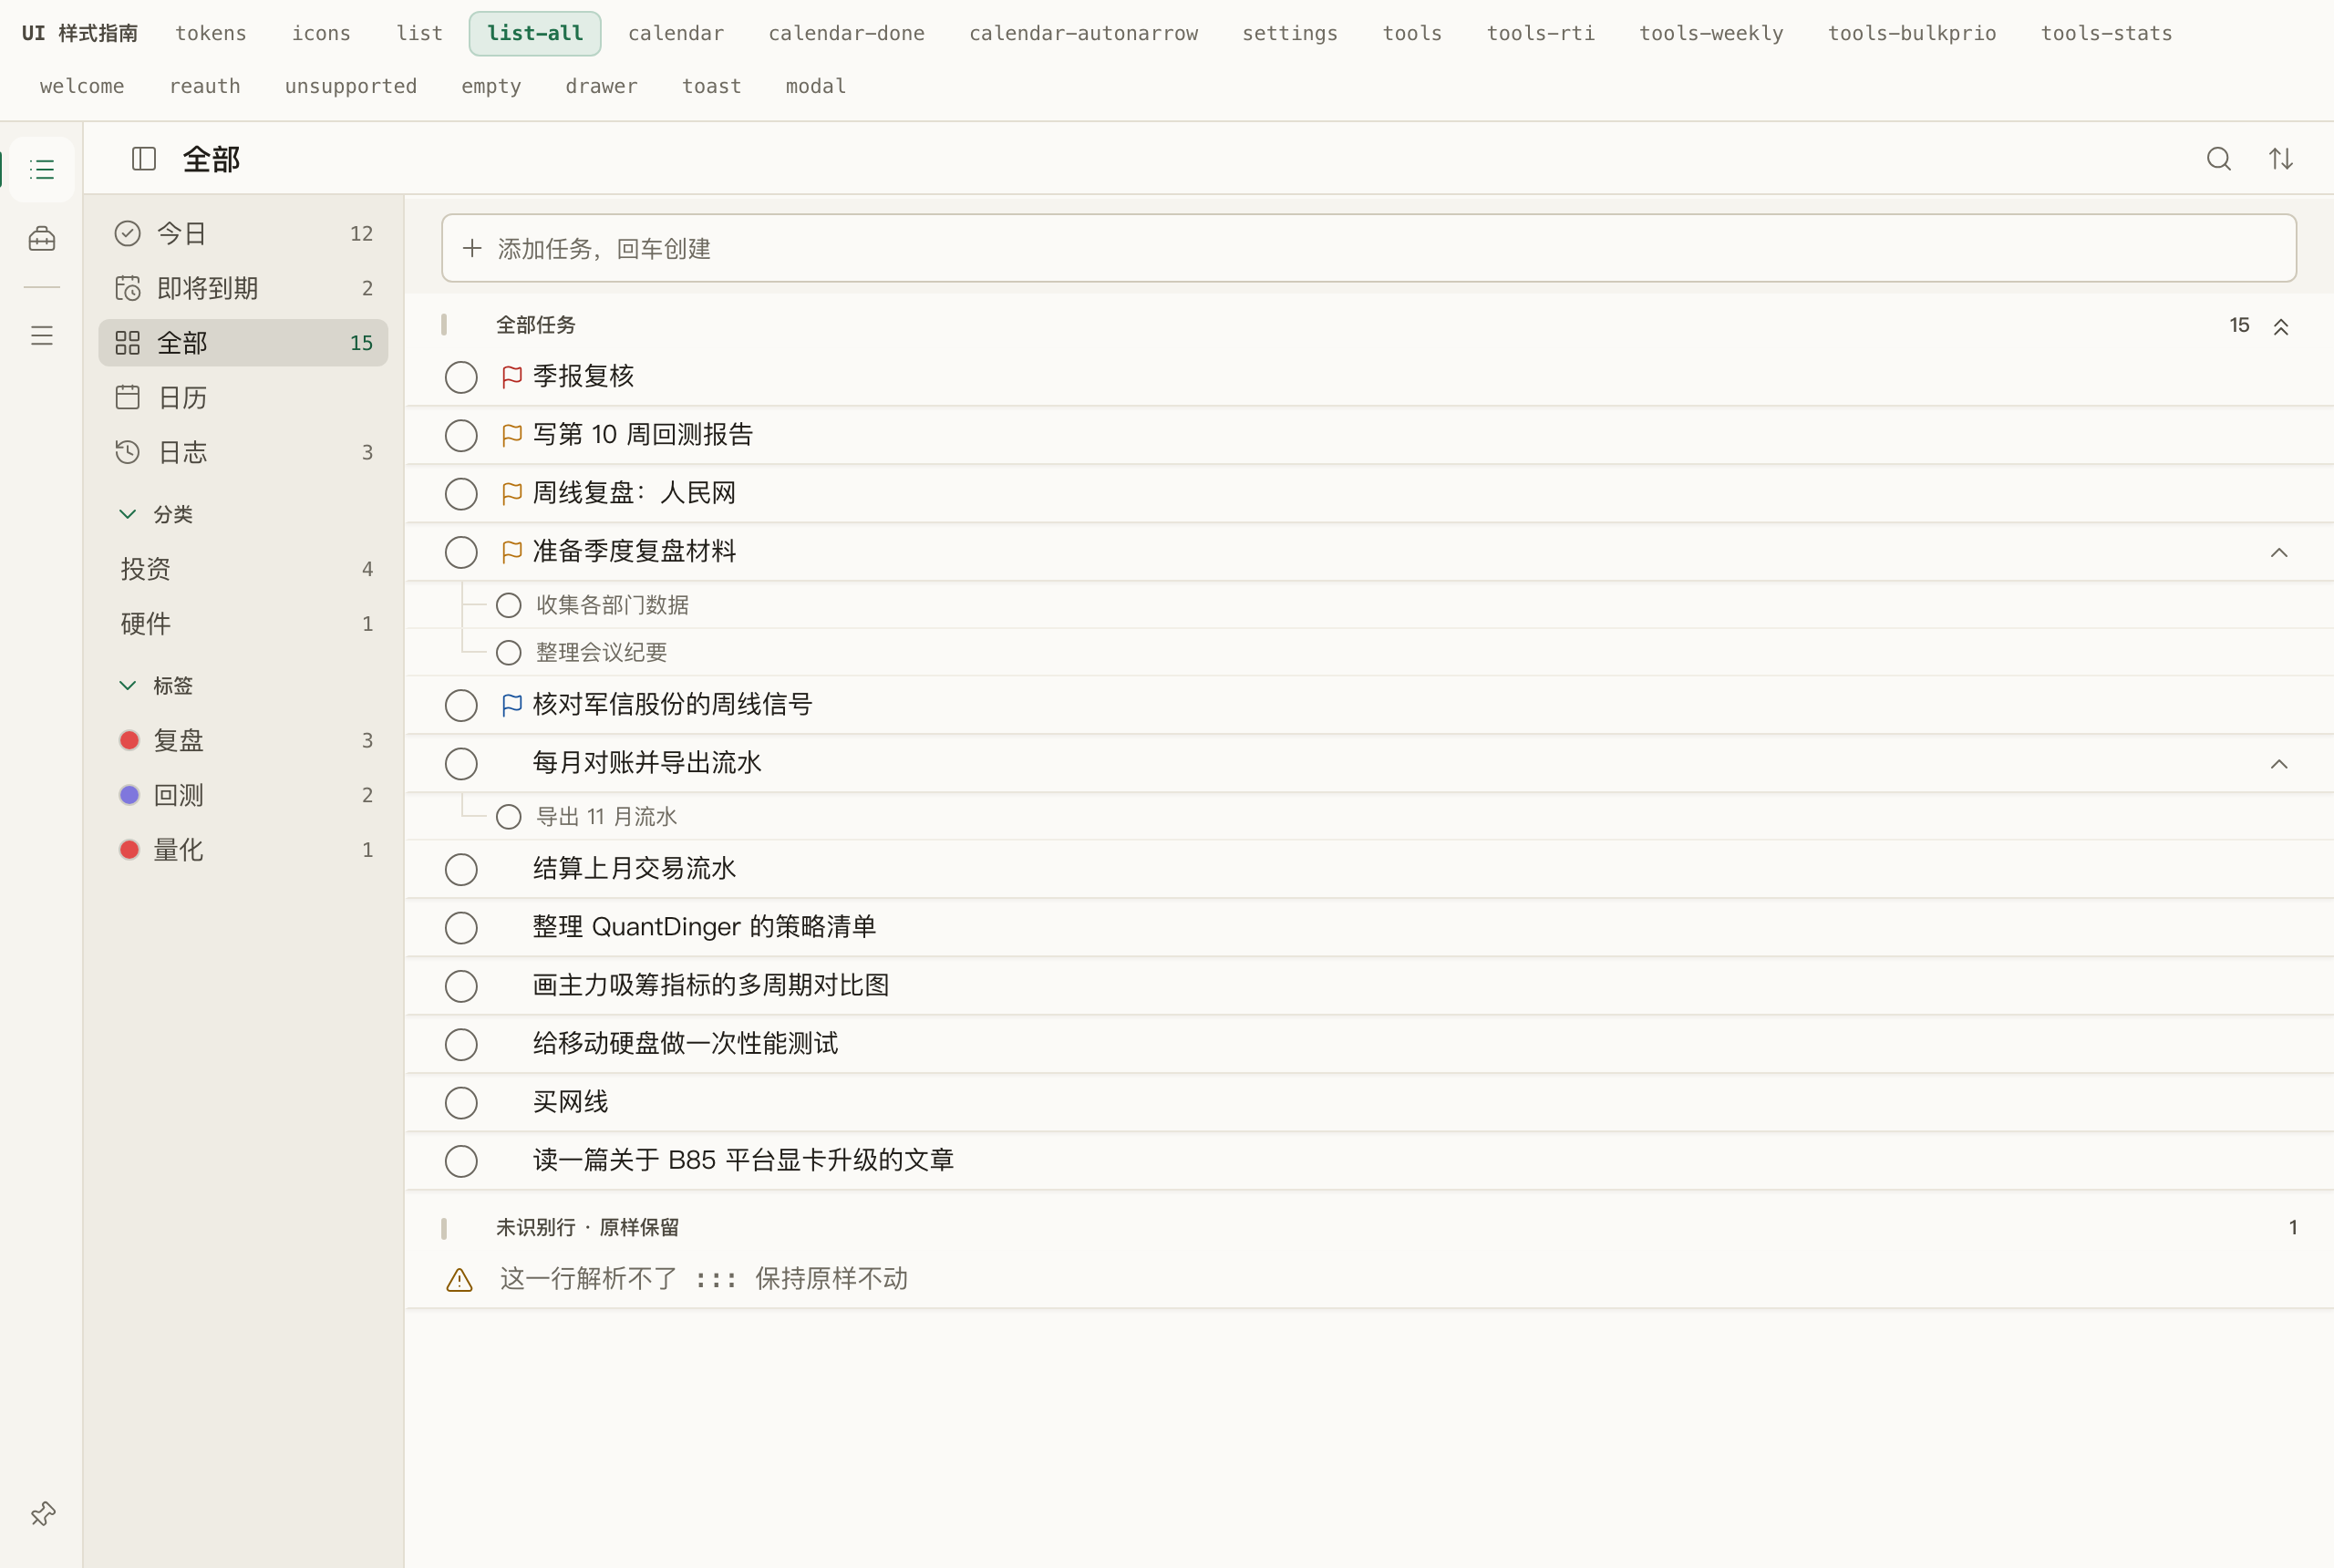 UI 样式指南 tokens icons list list-all calendar calendar-done calendar-autonarrow settings tools tools-rti tools-weekly tools-bulkprio tools-stats
welcome reauth unsupported empty drawer toast modal
全部
今日 12
即将到期 2
全部 15
日历
日志 3
分类
投资 4
硬件 1
标签
复盘 3
回测 2
量化 1
添加任务，回车创建
全部任务 15
季报复核
写第 10 周回测报告
周线复盘：人民网
准备季度复盘材料
收集各部门数据
整理会议纪要
核对军信股份的周线信号
每月对账并导出流水
导出 11 月流水
结算上月交易流水
整理 QuantDinger 的策略清单
画主力吸筹指标的多周期对比图
给移动硬盘做一次性能测试
买网线
读一篇关于 B85 平台显卡升级的文章
未识别行 · 原样保留 1
这一行解析不了 ::: 保持原样不动